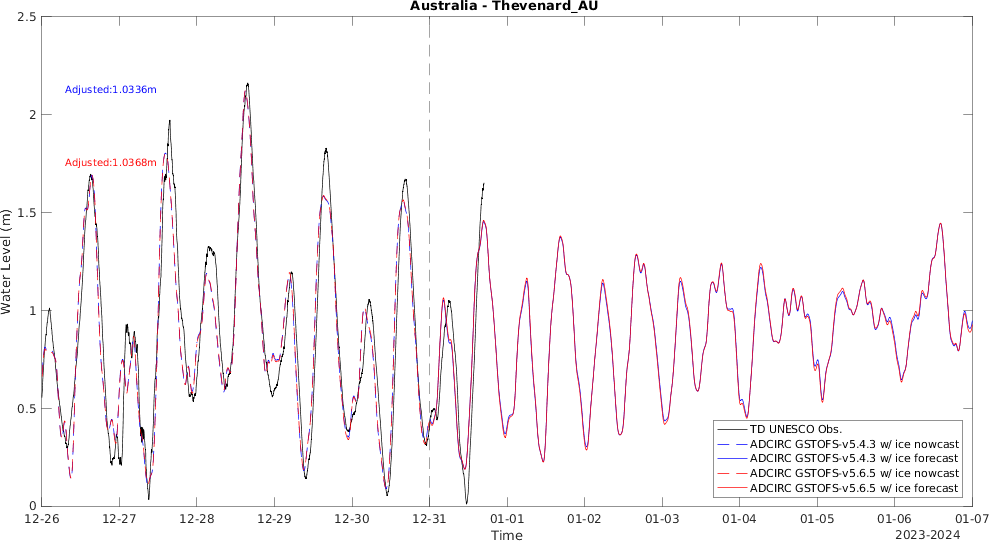 Australia - Thevenard_AU
2.5
2
1.5
1
0.5
0
Water Level (m)
Adjusted:1.0336m
Adjusted:1.0368m
TD UNESCO Obs.
ADCIRC GSTOFS-v5.4.3 w/ ice nowcast
ADCIRC GSTOFS-v5.4.3 w/ ice forecast
ADCIRC GSTOFS-v5.6.5 w/ ice nowcast
ADCIRC GSTOFS-v5.6.5 w/ ice forecast
12-26 12-27 12-28 12-29 12-30 12-31 01-01 01-02 01-03 01-04 01-05 01-06 01-07
Time
2023-2024